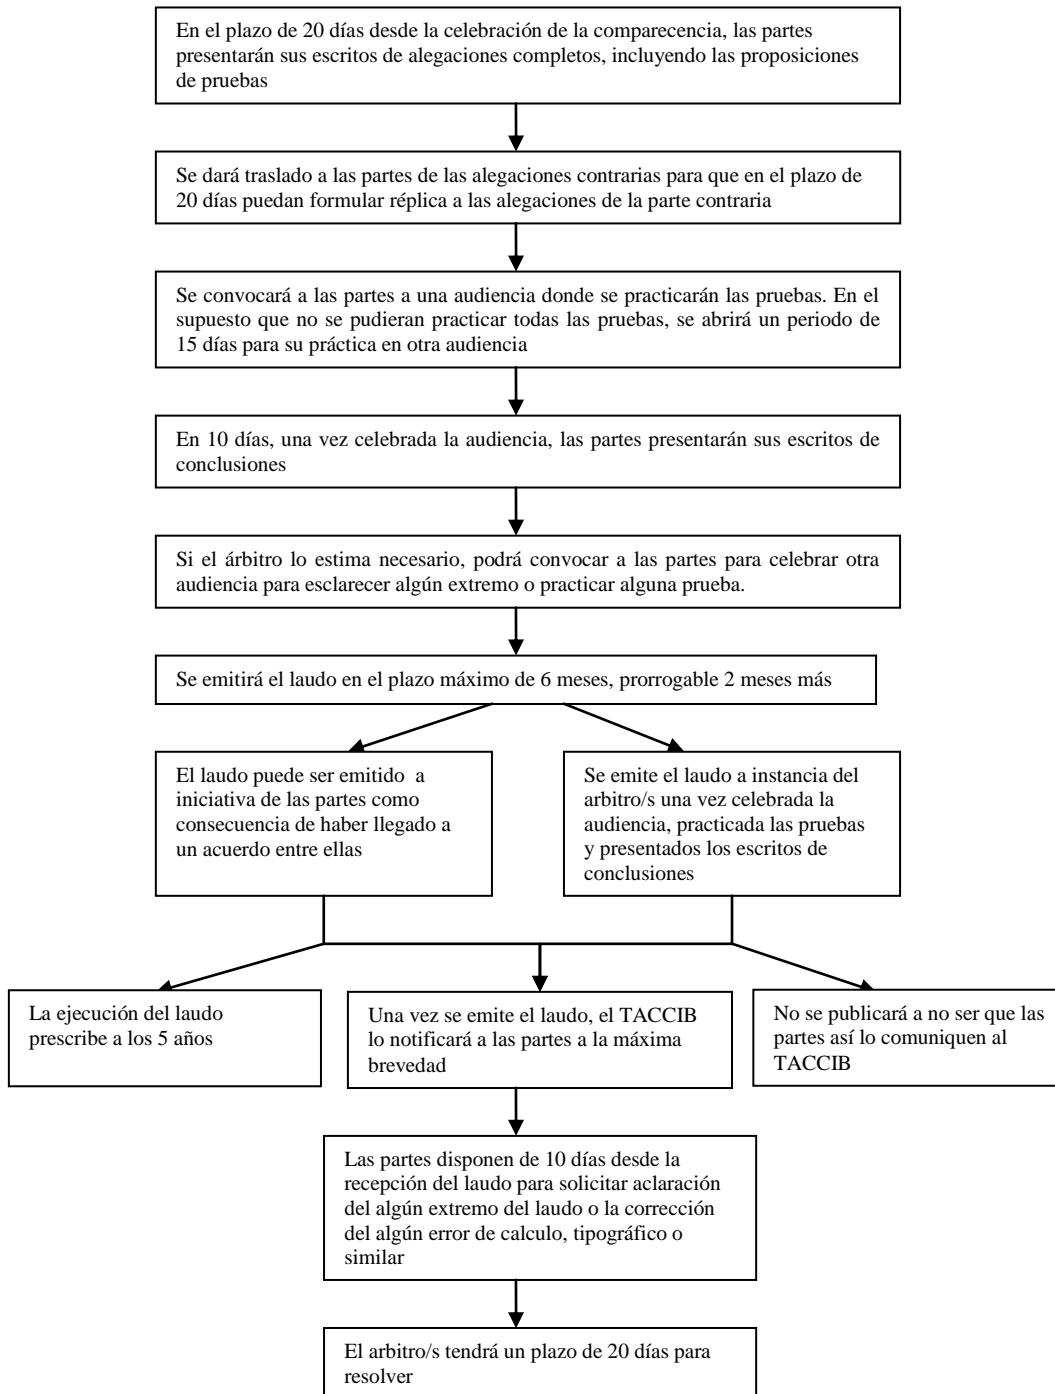 En el plazo de 20 días desde la celebración de la comparecencia, las partes
presentarán sus escritos de alegaciones completos, incluyendo las proposiciones
de pruebas
Se dará traslado a las partes de las alegaciones contrarias para que en el plazo de
20 días puedan formular réplica a las alegaciones de la parte contraria
Se convocará a las partes a una audiencia donde se practicarán las pruebas. En el
supuesto que no se pudieran practicar todas las pruebas, se abrirá un periodo de
15 días para su práctica en otra audiencia
En 10 días, una vez celebrada la audiencia, las partes presentarán sus escritos de
conclusiones
Si el árbitro lo estima necesario, podrá convocar a las partes para celebrar otra
audiencia para esclarecer algún extremo o practicar alguna prueba.
Se emitirá el laudo en el plazo máximo de 6 meses, prorrogable 2 meses más
El laudo puede ser emitido a
iniciativa de las partes como
consecuencia de haber llegado a
un acuerdo entre ellas
Se emite el laudo a instancia del
arbitro/s una vez celebrada la
audiencia, practicada las pruebas
y presentados los escritos de
conclusiones
La ejecución del laudo
prescribe a los 5 años
Una vez se emite el laudo, el TACCIB
lo notificará a las partes a la máxima
brevedad
No se publicará a no ser que las
partes así lo comuniquen al
TACCIB
Las partes disponen de 10 días desde la
recepción del laudo para solicitar aclaración
del algún extremo del laudo o la corrección
del algún error de calculo, tipográfico o
similar
El arbitro/s tendrá un plazo de 20 días para
resolver